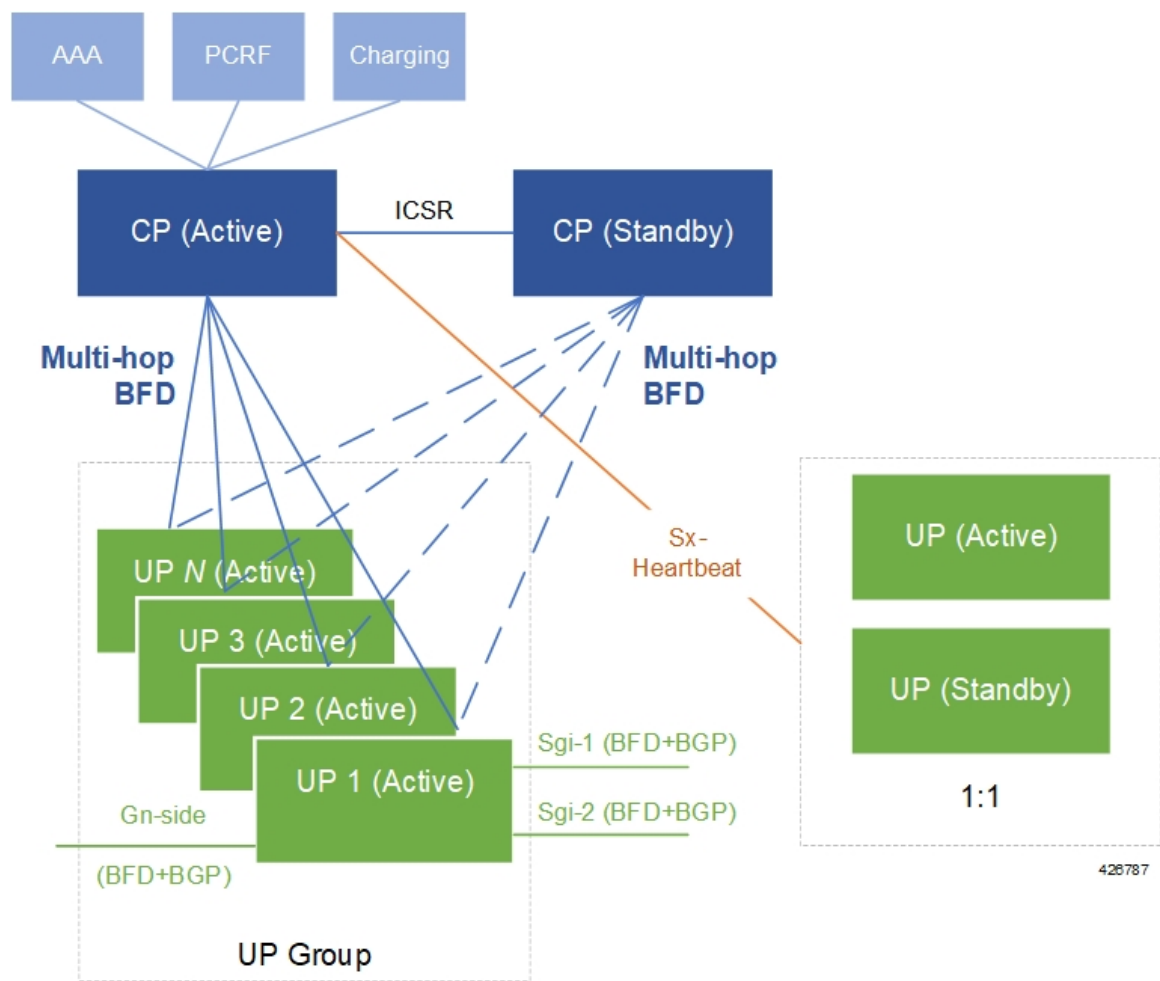 AAA
PCRF
Charging
CP (Active)
ICSR
CP (Standby)
Multi-hop
BFD
Multi-hop
BFD
Sx-
Heartbeat
UP N (Active)
UP 3 (Active)
UP 2 (Active)
UP 1 (Active)
Sgi-1 (BFD+BGP)
Sgi-2 (BFD+BGP)
Gn-side
(BFD+BGP)
UP Group
UP (Active)
UP (Standby)
1:1
426787